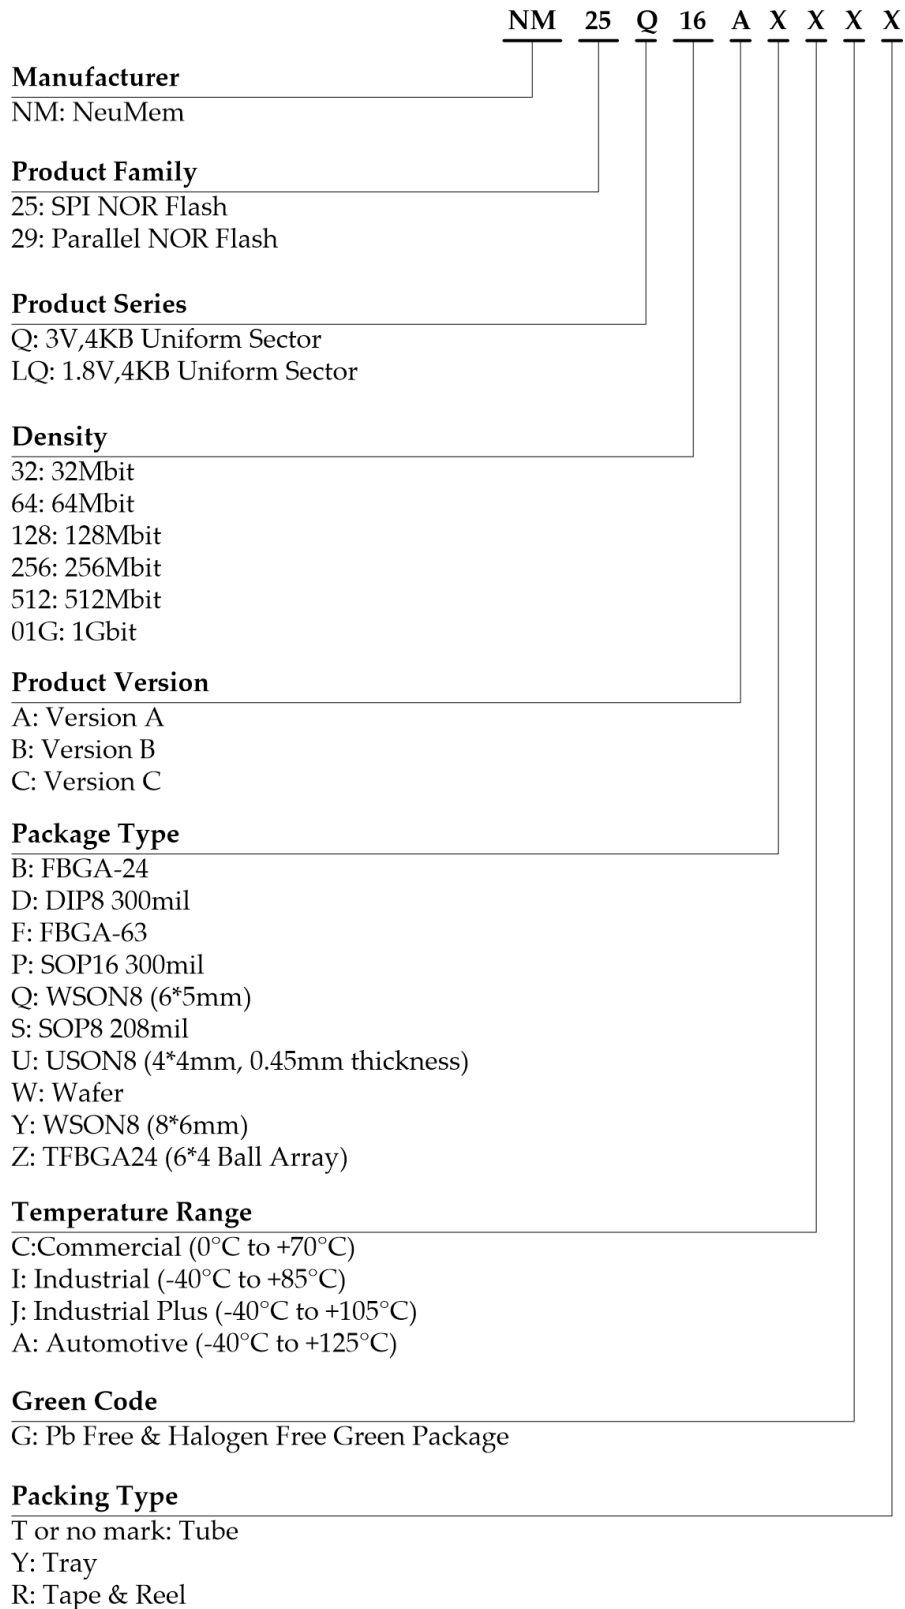 NM 25 Q 16 A X X X X
Manufacturer
NM: NeuMem
Product Family
25: SPI NOR Flash
29: Parallel NOR Flash
Product Series
Q: 3V,4KB Uniform Sector
LQ: 1.8V,4KB Uniform Sector
Density
32: 32Mbit
64: 64Mbit
128: 128Mbit
256: 256Mbit
512: 512Mbit
01G: 1Gbit
Product Version
A: Version A
B: Version B
C: Version C
Package Type
B: FBGA-24
D: DIP8 300mil
F: FBGA-63
P: SOP16 300mil
Q: WSON8 (6*5mm)
S: SOP8 208mil
U: USON8 (4*4mm, 0.45mm thickness)
W: Wafer
Y: WSON8 (8*6mm)
Z: TFBGA24 (6*4 Ball Array)
Temperature Range
C:Commercial (0°C to +70°C)
I: Industrial (-40°C to +85°C)
J: Industrial Plus (-40°C to +105°C)
A: Automotive (-40°C to +125°C)
Green Code
G: Pb Free & Halogen Free Green Package
Packing Type
T or no mark: Tube
Y: Tray
R: Tape & Reel